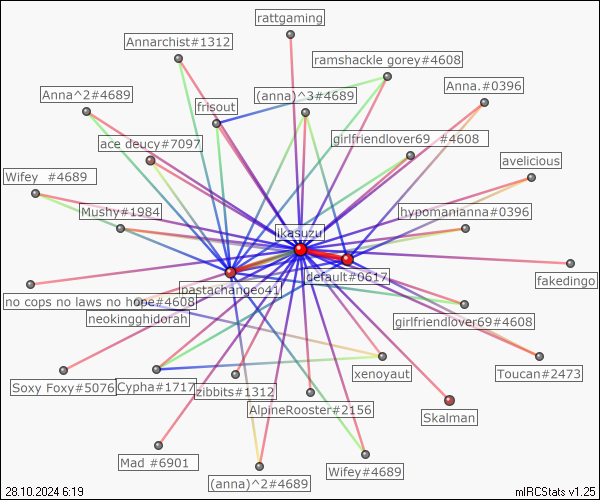 rattgaming
Annarchist#1312
ramshackle gorey#4608
Anna.#0396
Anna^2#4689
(anna)^3#4689
frisout
ace deucy#7097
girlfriendlover69 #4608
avelicious
Wifey #4689
Mushy#1984
hypomanianna#0396
ikasuzu
default#0617
fakedingo
pastachangeo41
no cops no laws no hope#4608
neokingghidorah
girlfriendlover69#4608
xenoyaut
Toucan#2473
Soxy Foxy#5076
Cypha#1717
zibbits#1312
AlpineRooster#2156
Skalman
Mad #6901
(anna)^2#4689
Wifey#4689
28.10.2024 6:19
mIRCStats v1.25